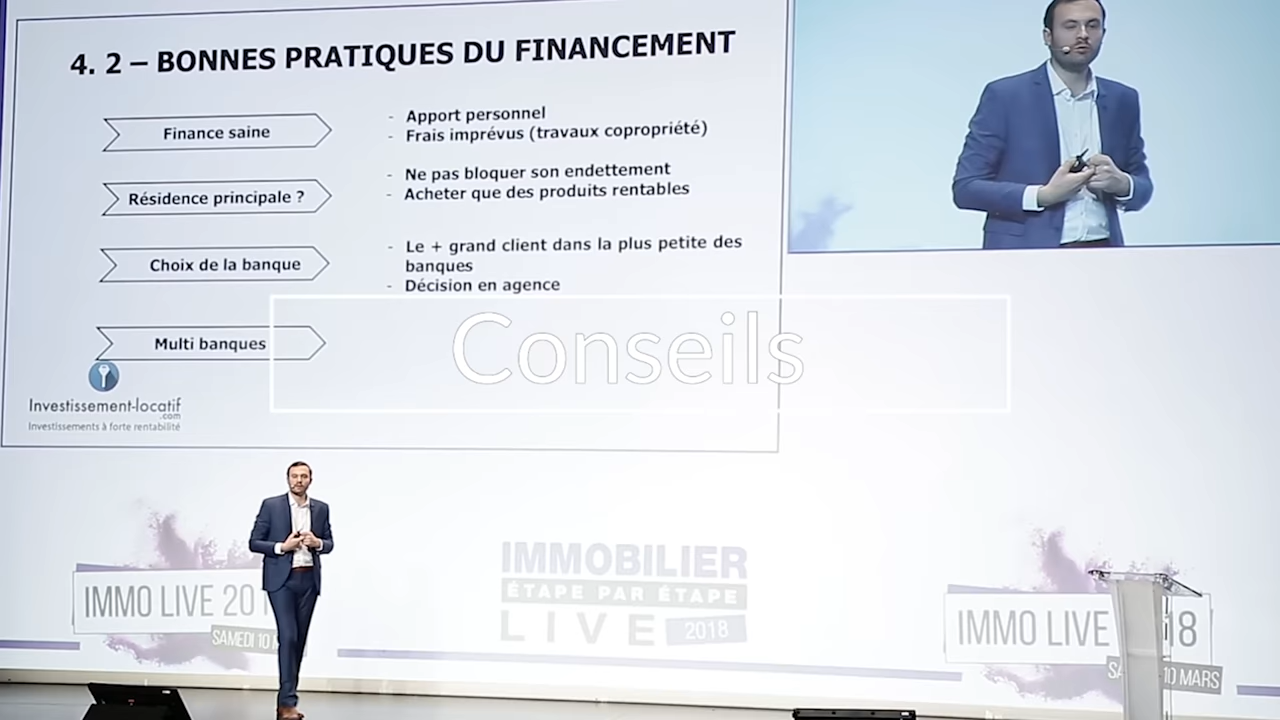 4. 2 – BONNES PRATIQUES DU FINANCEMENT
Finance saine
- Apport personnel
- Frais imprévus (travaux copropriété)
Résidence principale ?
- Ne pas bloquer son endettement
- Acheter que des produits rentables
Choix de la banque
- Le + grand client dans la plus petite des
banques
- Décision en agence
Multi banques
Conseils
Investissement-locatif
.com
Investissements à forte rentabilité
IMMO LIVE 201
SAMEDI 10
IMMOBILIER
ÉTAPE PAR ÉTAPE
LIVE 2018
IMMO LIVE 18
10 MARS